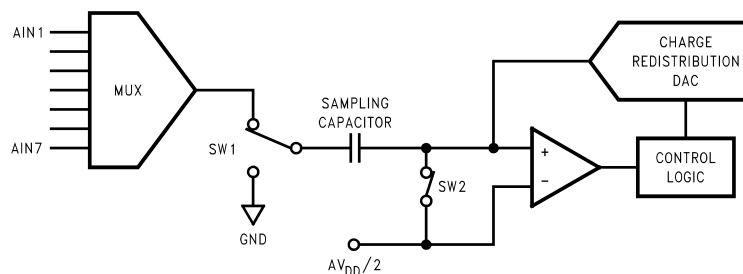 AIN1
AIN7
MUX
SW1
GND
SAMPLING
CAPACITOR
SW2
AVDD/2
+
–
CHARGE
REDISTRIBUTION
DAC
CONTROL
LOGIC